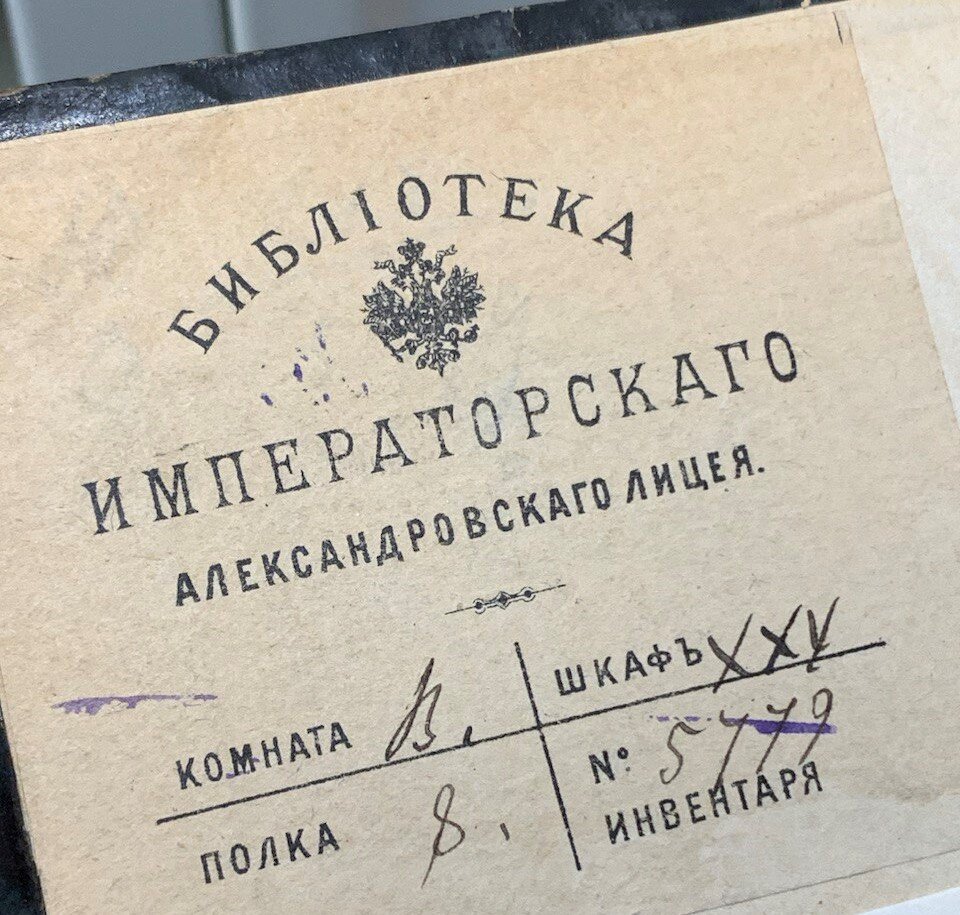 БИБЛІОТЕКА
ИМПЕРАТОРСКАГО
АЛЕКСАНДРОВСКАГО ЛИЦЕЯ.
КОМНАТА В.
ШКАФЪ XXV
ПОЛКА 8.
№ 5779
ИНВЕНТАРЯ